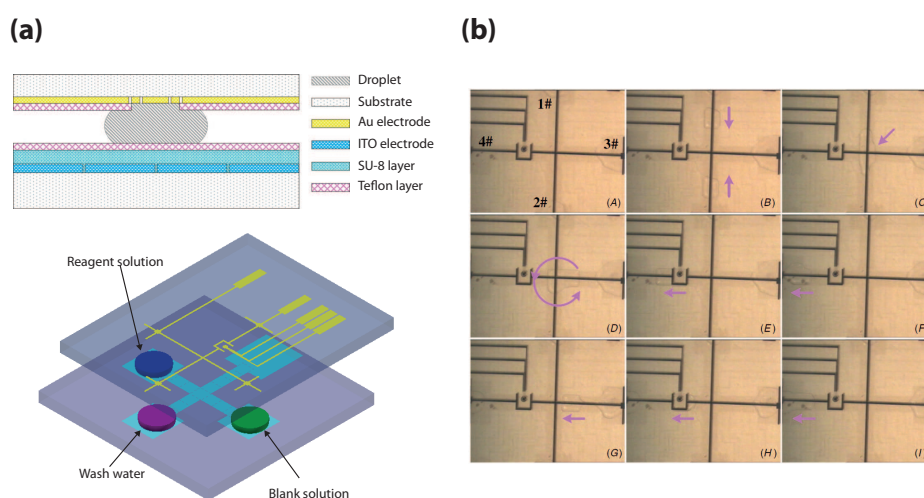 (a)
Droplet
Substrate
Au electrode
ITO electrode
SU-8 layer
Teflon layer
Reagent solution
Wash water
Blank solution
(b)
1#
4#
3#
2#
(A)
(B)
(C)
(D)
(E)
(F)
(G)
(H)
(I)